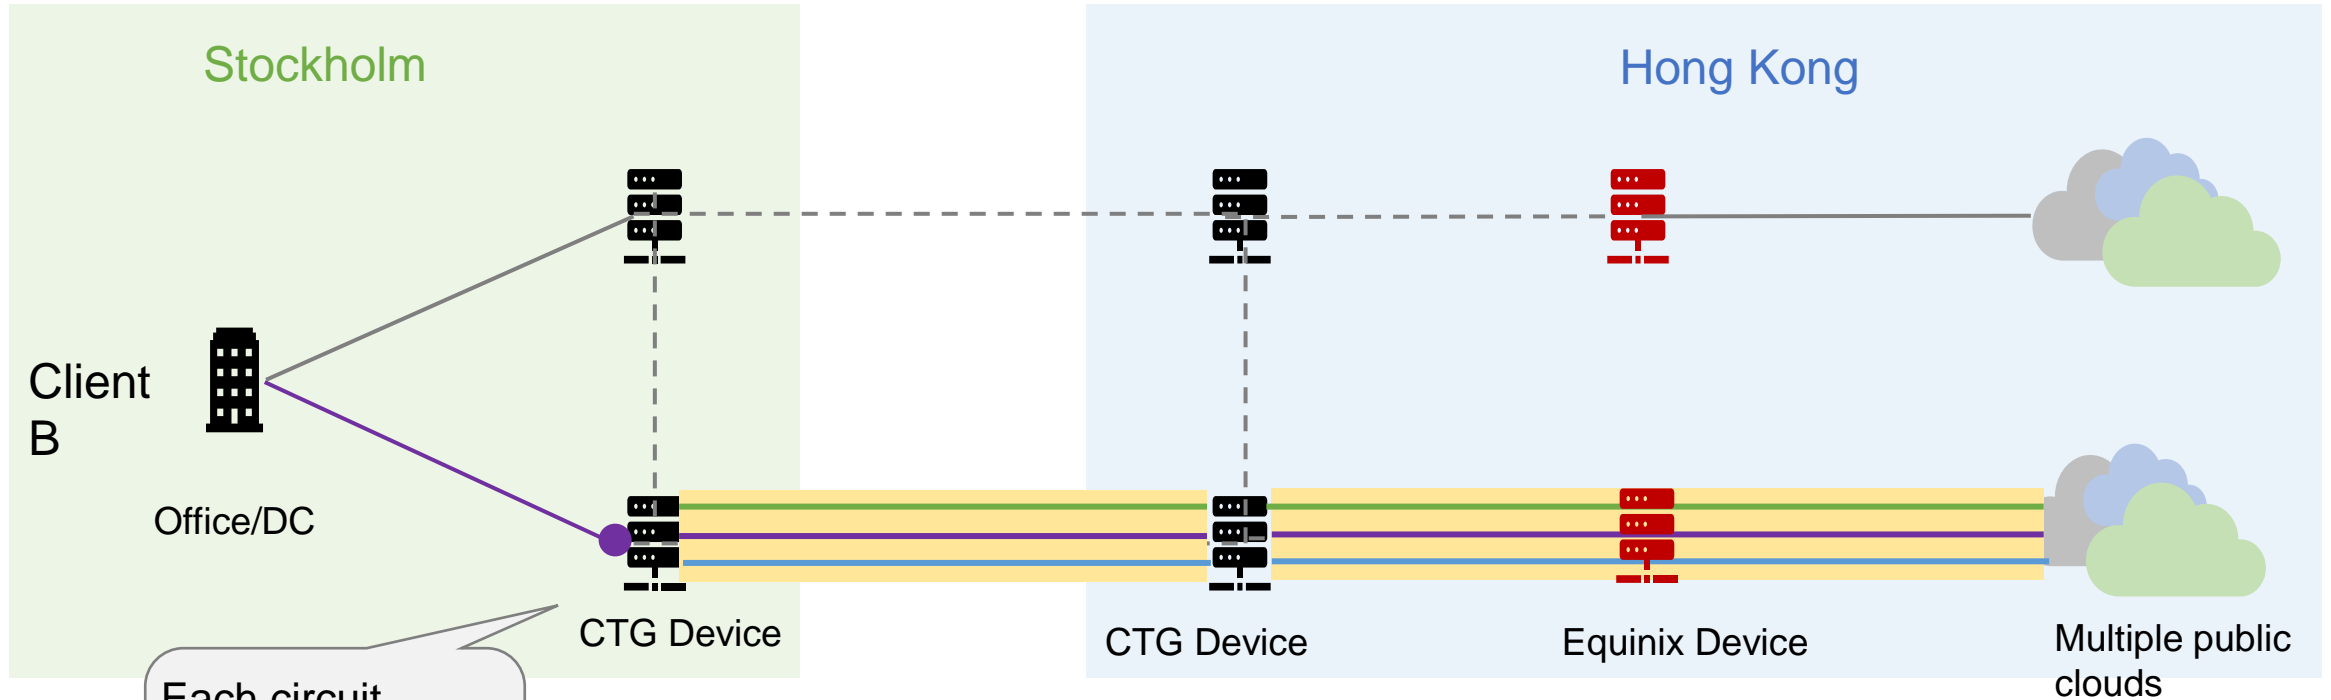 Stockholm
Hong Kong
Client
B
Office/DC
CTG Device
CTG Device
Equinix Device
Multiple public
clouds
Each circuit